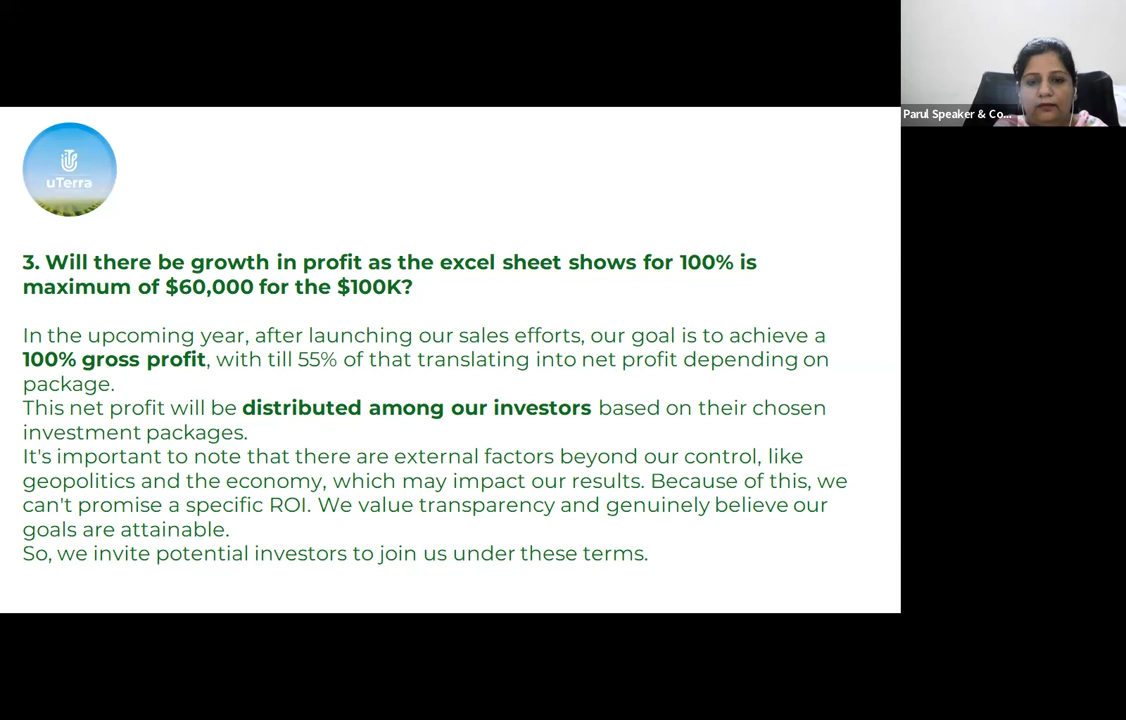 Parul Speaker & Co...
uTerra
3. Will there be growth in profit as the excel sheet shows for 100% is
maximum of $60,000 for the $100K?
In the upcoming year, after launching our sales efforts, our goal is to achieve a
100% gross profit, with till 55% of that translating into net profit depending on
package.
This net profit will be distributed among our investors based on their chosen
investment packages.
It's important to note that there are external factors beyond our control, like
geopolitics and the economy, which may impact our results. Because of this, we
can't promise a specific ROI. We value transparency and genuinely believe our
goals are attainable.
So, we invite potential investors to join us under these terms.